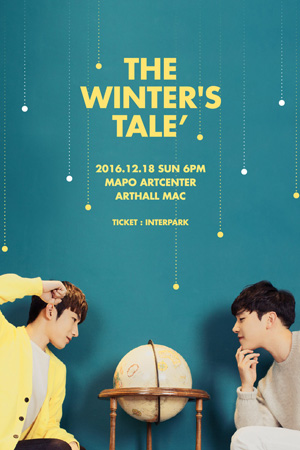 THE
WINTER'S
TALE′
2016.12.18 SUN 6PM
MAPO ARTCENTER
ARTHALL MAC
TICKET : INTERPARK